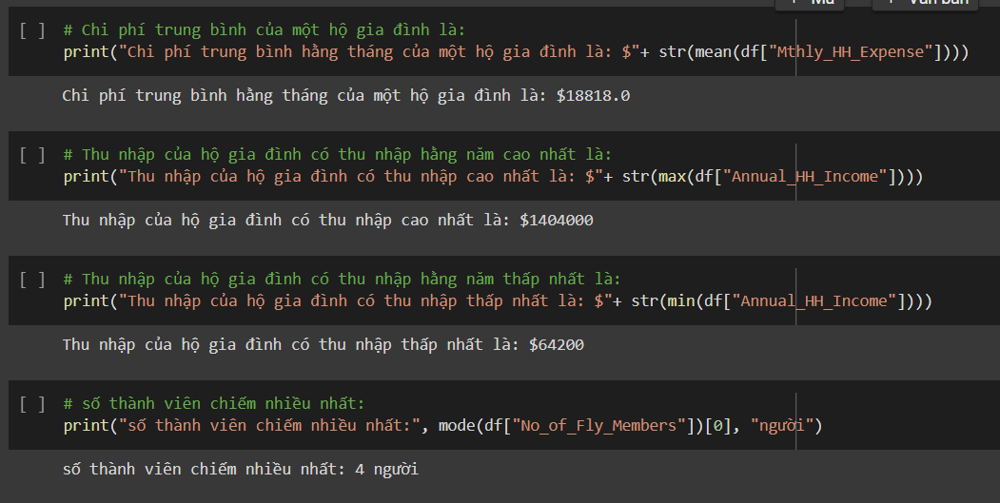 + Mã + Văn bản
[ ] # Chi phí trung bình của một hộ gia đình là:
print("Chi phí trung bình hằng tháng của một hộ gia đình là: $"+ str(mean(df["Mthly_HH_Expense"])))
Chi phí trung bình hằng tháng của một hộ gia đình là: $18818.0
[ ] # Thu nhập của hộ gia đình có thu nhập hằng năm cao nhất là:
print("Thu nhập của hộ gia đình có thu nhập cao nhất là: $"+ str(max(df["Annual_HH_Income"])))
Thu nhập của hộ gia đình có thu nhập cao nhất là: $1404000
[ ] # Thu nhập của hộ gia đình có thu nhập hằng năm thấp nhất là:
print("Thu nhập của hộ gia đình có thu nhập thấp nhất là: $"+ str(min(df["Annual_HH_Income"])))
Thu nhập của hộ gia đình có thu nhập thấp nhất là: $64200
[ ] # số thành viên chiếm nhiều nhất:
print("số thành viên chiếm nhiều nhất:", mode(df["No_of_Fly_Members"])[0], "người")
số thành viên chiếm nhiều nhất: 4 người